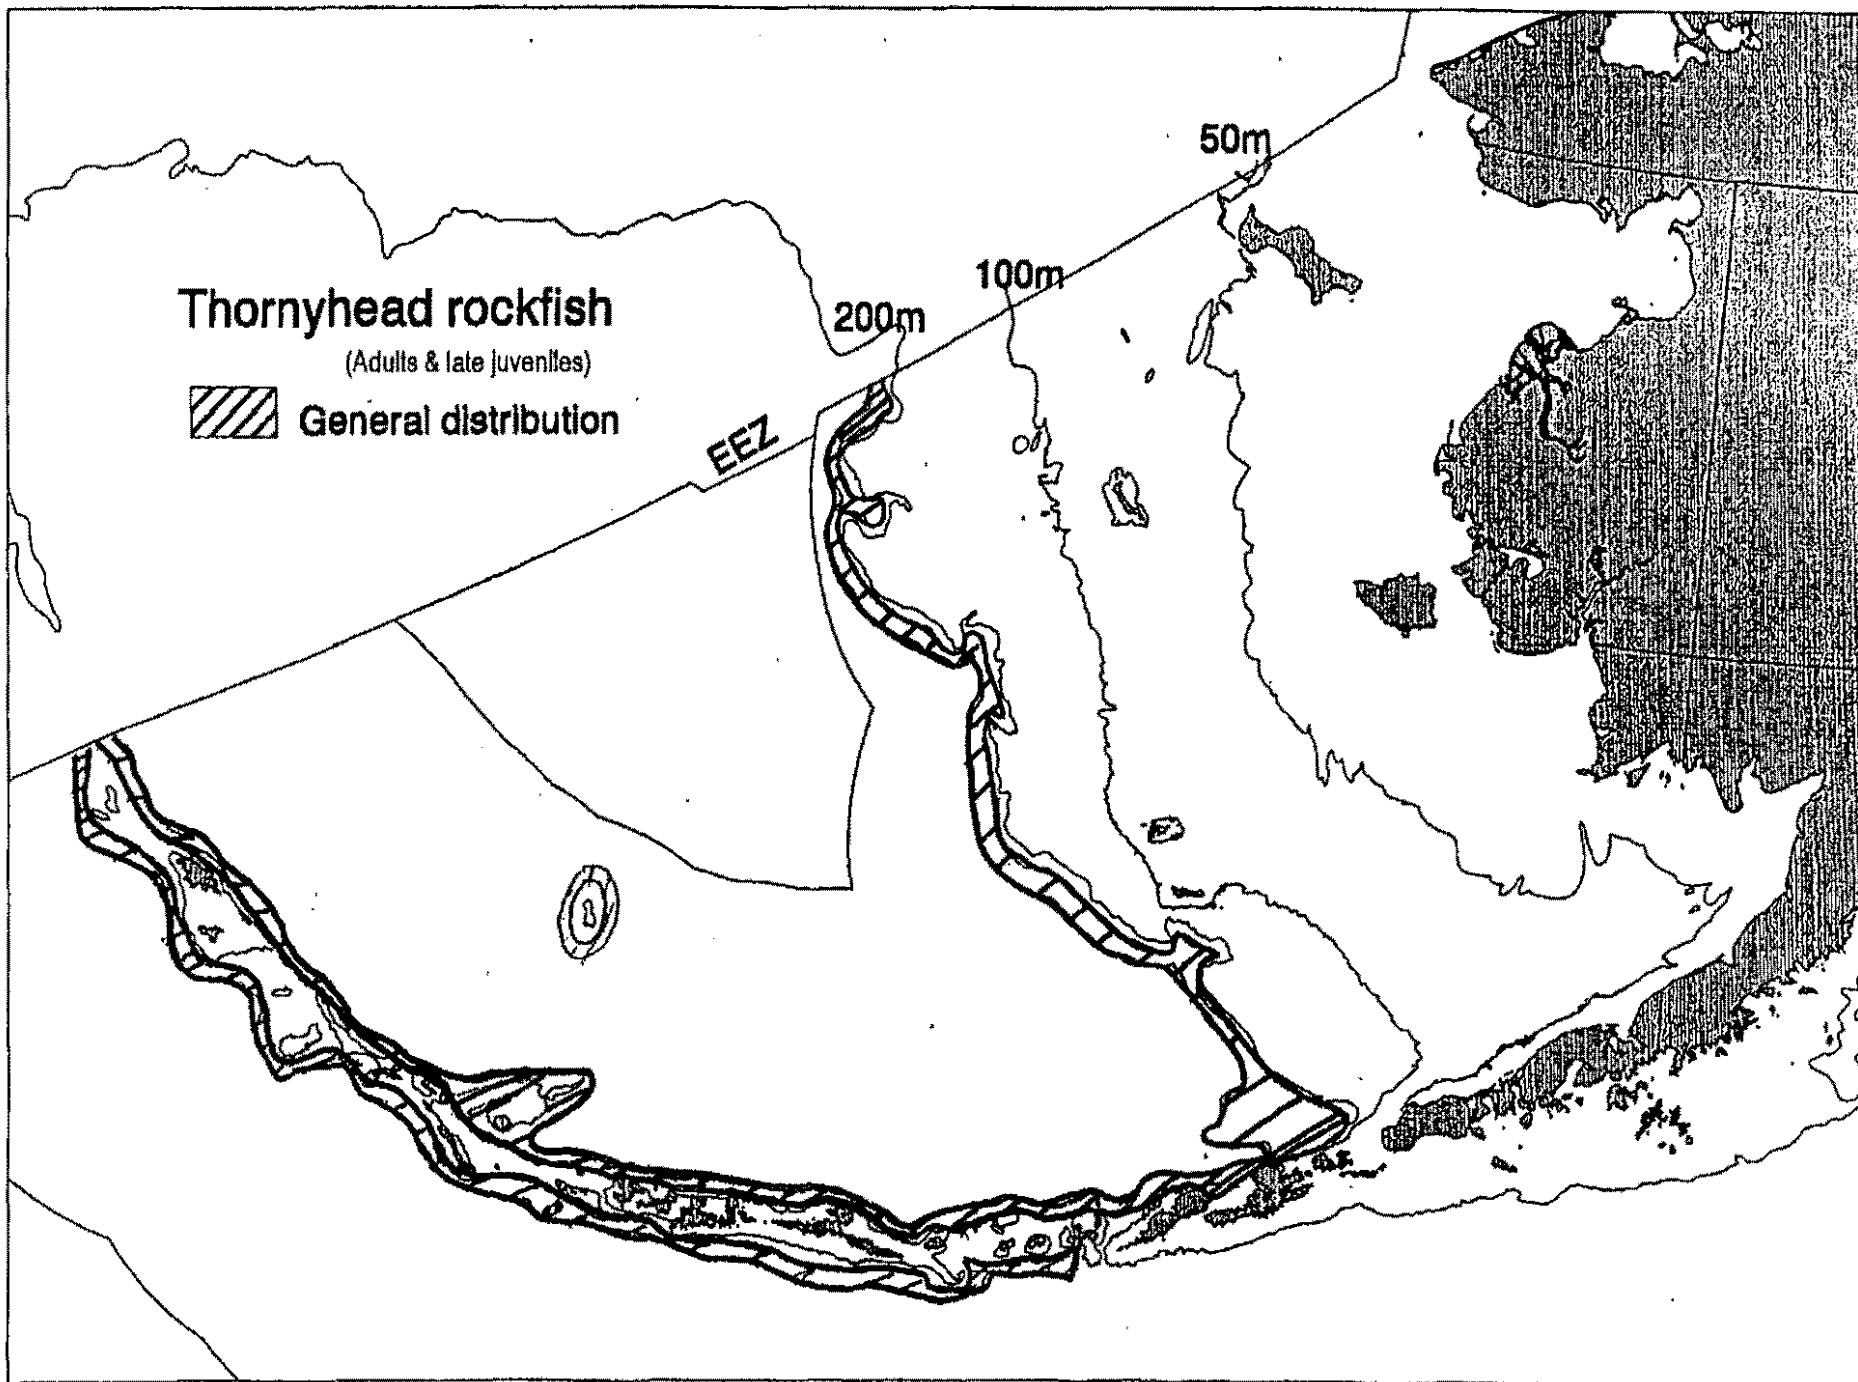 50m
100m
200m
Thornyhead rockfish
(Adults & late juveniles)
General distribution
EEZ